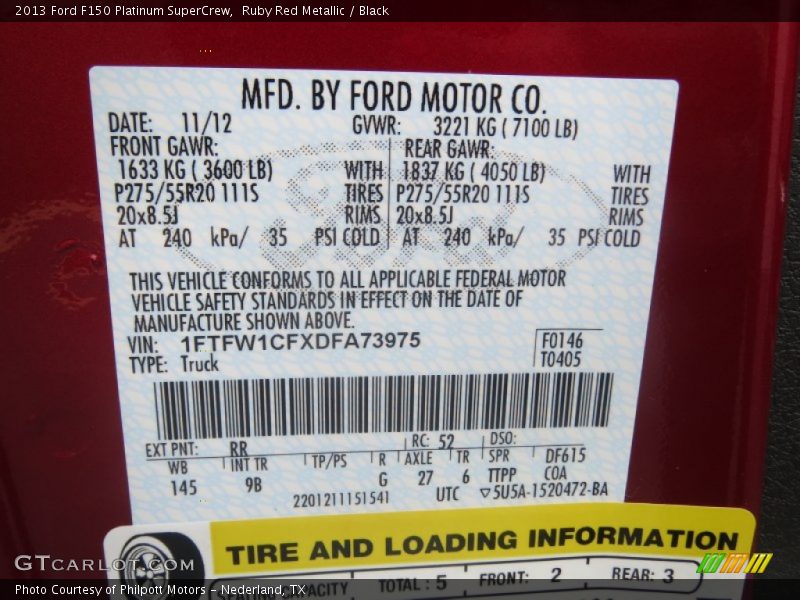 2013 Ford F150 Platinum SuperCrew,  Ruby Red Metallic / Black
MFD. BY FORD MOTOR CO.
DATE: 11/12 GVWR: 3221 KG ( 7100 LB)
FRONT GAWR: REAR GAWR:
1633 KG ( 3600 LB) WITH 1837 KG ( 4050 LB) WITH
P275/55R20 111S TIRES P275/55R20 111S TIRES
20x8.5J RIMS 20x8.5J RIMS
AT 240 kPa/ 35 PSI COLD AT 240 kPa/ 35 PSI COLD
THIS VEHICLE CONFORMS TO ALL APPLICABLE FEDERAL MOTOR
VEHICLE SAFETY STANDARDS IN EFFECT ON THE DATE OF
MANUFACTURE SHOWN ABOVE.
VIN: 1FTFW1CFXDFA73975 F0146
TYPE: Truck T0405
EXT PNT: RR RC: 52 DSO:
WB INT TR TP/PS R AXLE TR SPR DF615
145 9B G 27 6 TTPP COA
2201211151541 UTC ▽5U5A-1520472-BA
TIRE AND LOADING INFORMATION
SEATING CAPACITY TOTAL : 5 FRONT: 2 REAR: 3
GTCARLOT.COM
Photo Courtesy of Philpott Motors – Nederland, TX